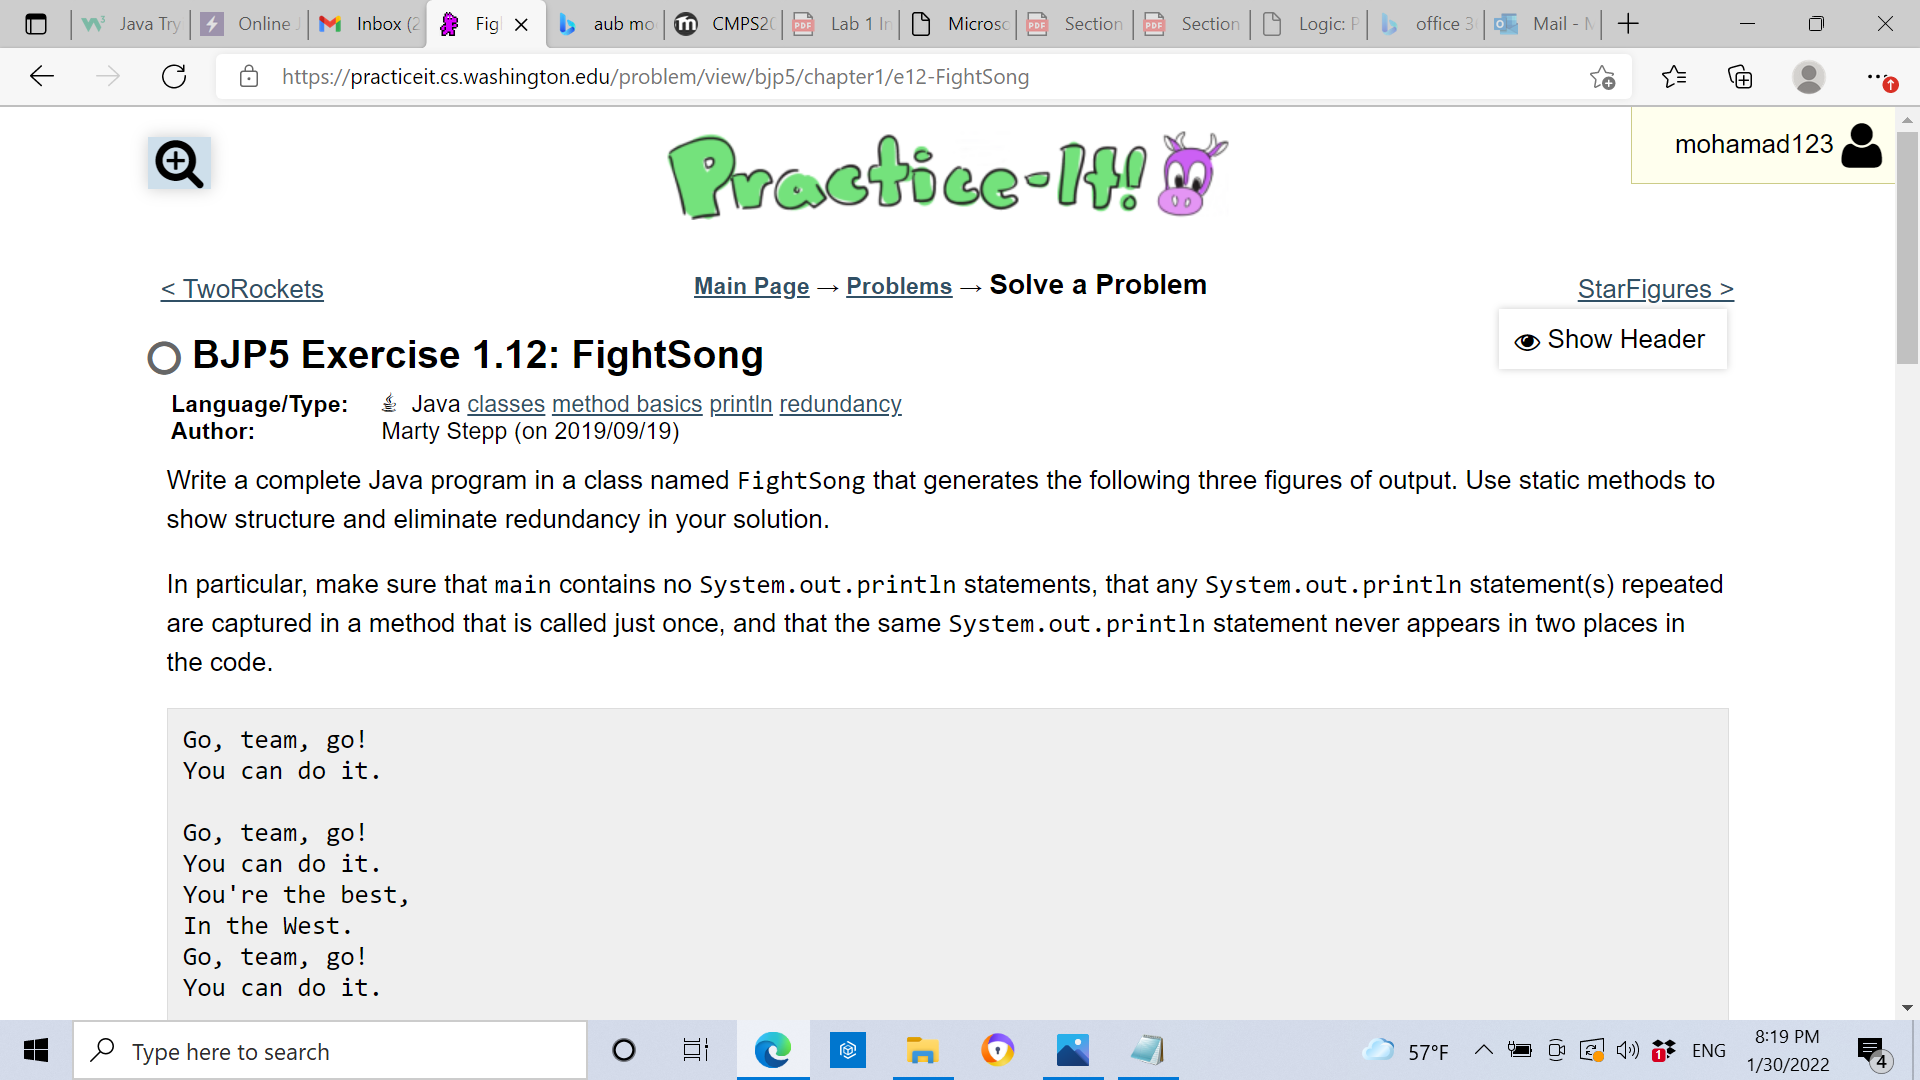 Java Try
Online J
Inbox (2
Fig
aub mo
CMPS20
Lab 1 In
Microso
Section
Section
Logic: P
office 3
Mail - M
https://practiceit.cs.washington.edu/problem/view/bjp5/chapter1/e12-FightSong
Practice-It!
mohamad123
< TwoRockets
Main Page → Problems → Solve a Problem
StarFigures >
Show Header
BJP5 Exercise 1.12: FightSong
Language/Type: Java classes method basics println redundancy
Author: Marty Stepp (on 2019/09/19)
Write a complete Java program in a class named FightSong that generates the following three figures of output. Use static methods to
show structure and eliminate redundancy in your solution.
In particular, make sure that main contains no System.out.println statements, that any System.out.println statement(s) repeated
are captured in a method that is called just once, and that the same System.out.println statement never appears in two places in
the code.
Go, team, go!
You can do it.
Go, team, go!
You can do it.
You're the best,
In the West.
Go, team, go!
You can do it.
Type here to search
57°F
1
ENG
8:19 PM
1/30/2022
4